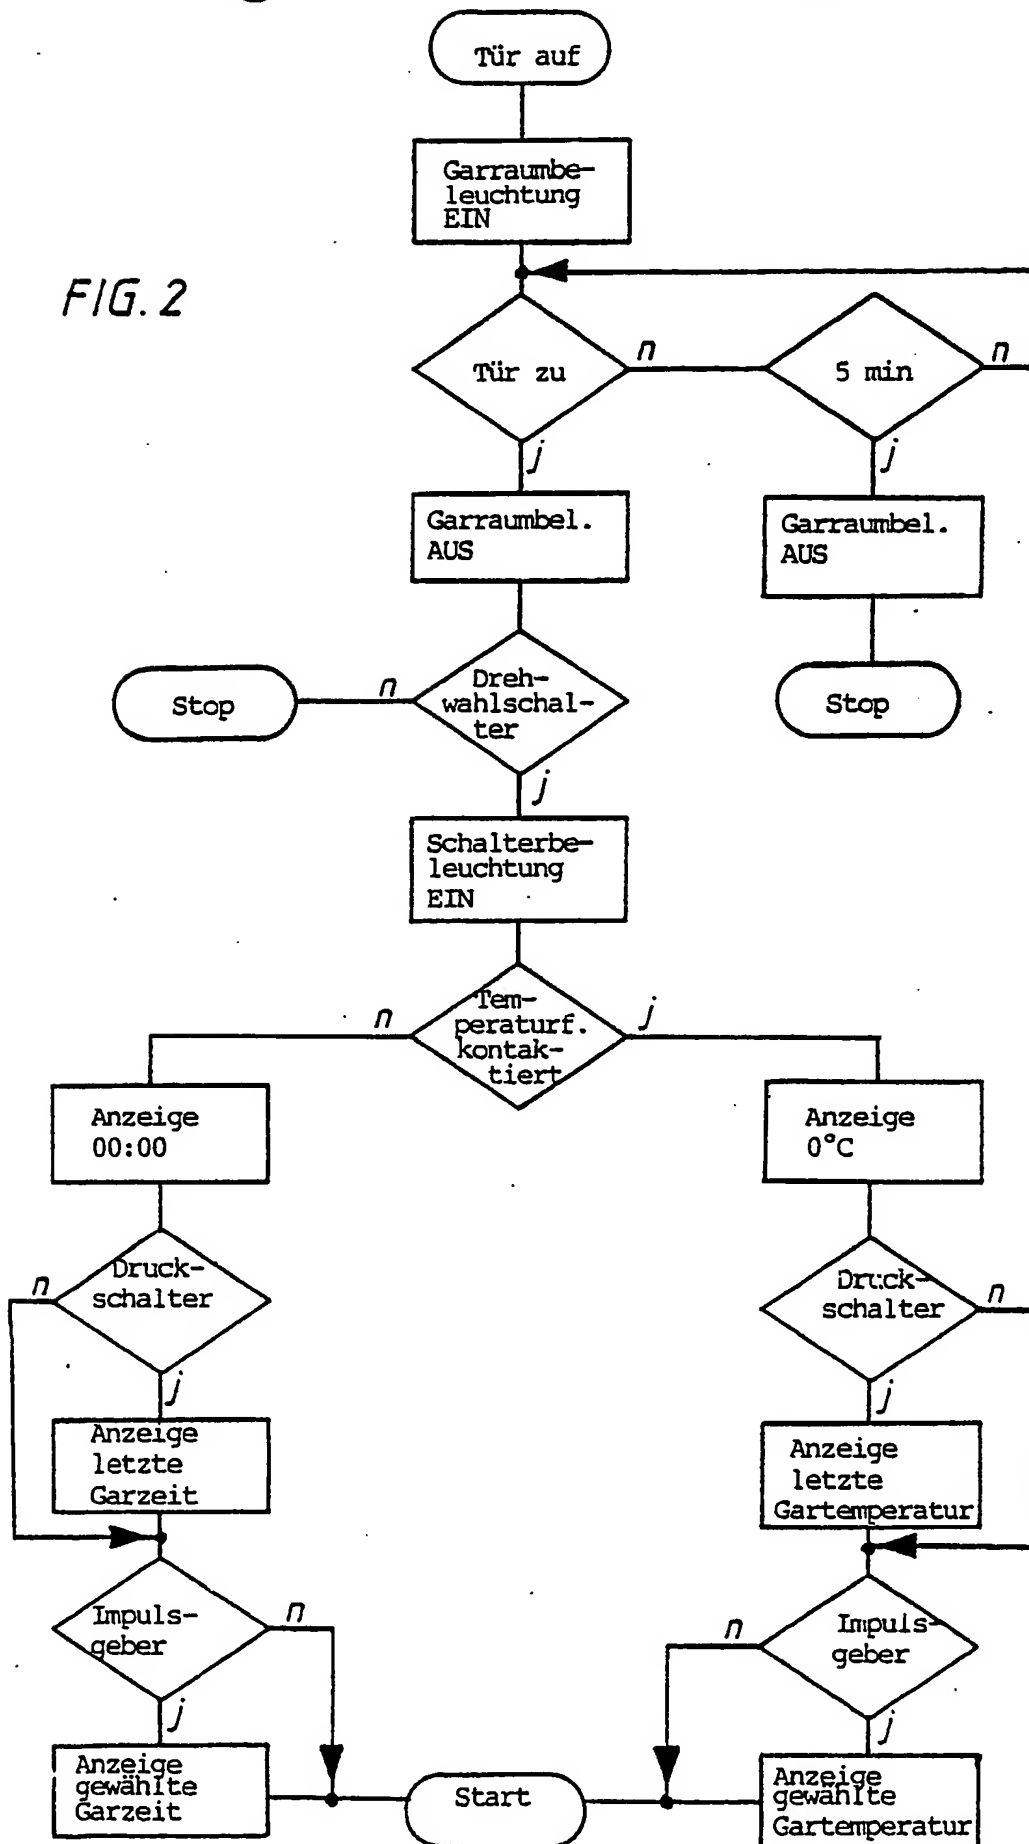 Tür auf
Garraumbe-
leuchtung
EIN
FIG. 2
Tür zu
n
5 min
n
j
j
Garraumbel.
AUS
Garraumbel.
AUS
Stop
n
Dreh-
wahlschal-
ter
Stop
j
Schalterbe-
leuchtung
EIN
n
Tem-
peraturf.
kontak-
tiert
j
Anzeige
00:00
Anzeige
0°C
n
Druck-
schalter
Druck-
schalter
n
j
j
Anzeige
letzte
Garzeit
Anzeige
letzte
Gartemperatur
Impuls-
geber
n
n
Impuls-
geber
j
j
Anzeige
gewählte
Garzeit
Start
Anzeige
gewählte
Gartemperatur